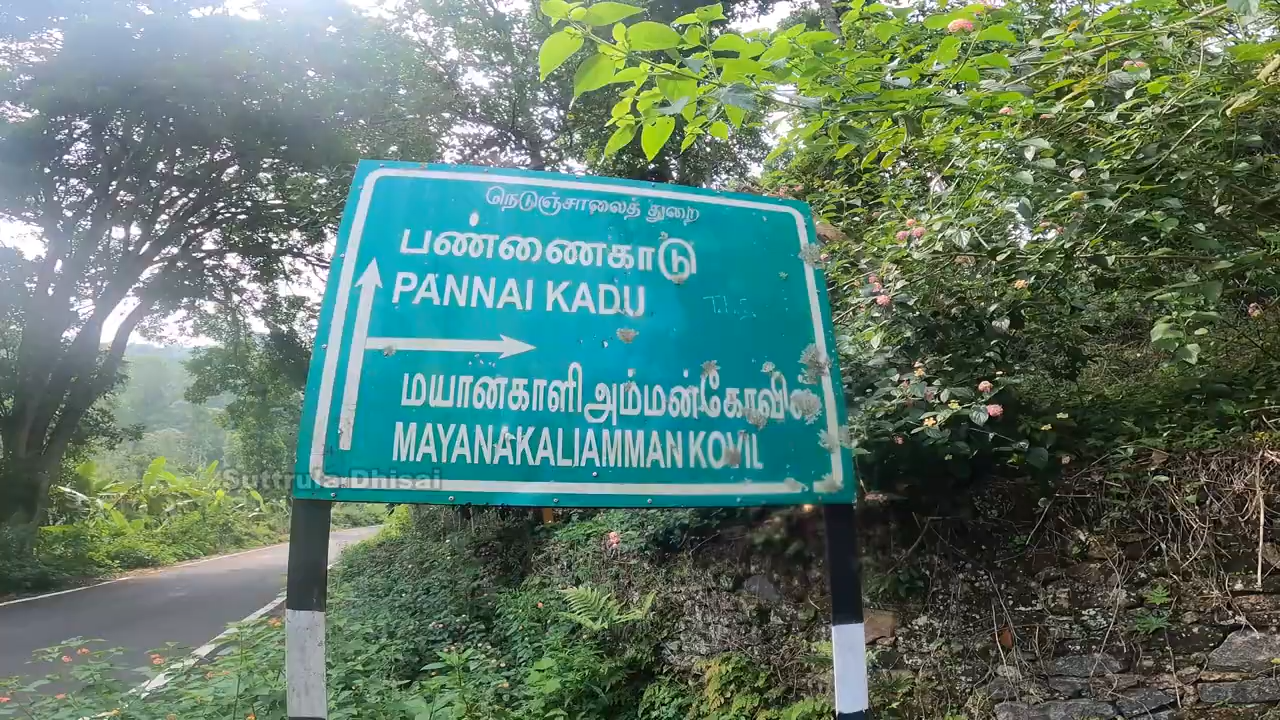 நெடுஞ்சாலைத் துறை
பண்ணைகாடு
PANNAI KADU
மயானகாளி அம்மன்கோவில்
MAYANAKALIAMMAN KOVIL
Suttrula Dhisai